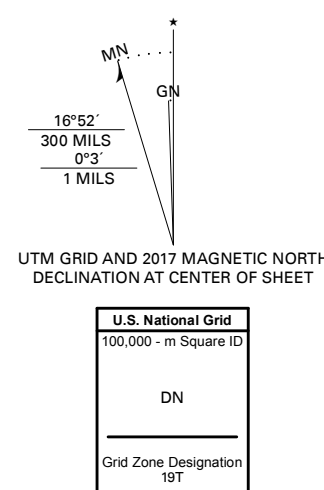 ★
MN
GN
16°52´
300 MILS
0°3´
1 MILS
UTM GRID AND 2017 MAGNETIC NORTH
DECLINATION AT CENTER OF SHEET
U.S. National Grid
100,000 - m Square ID
DN
Grid Zone Designation
19T